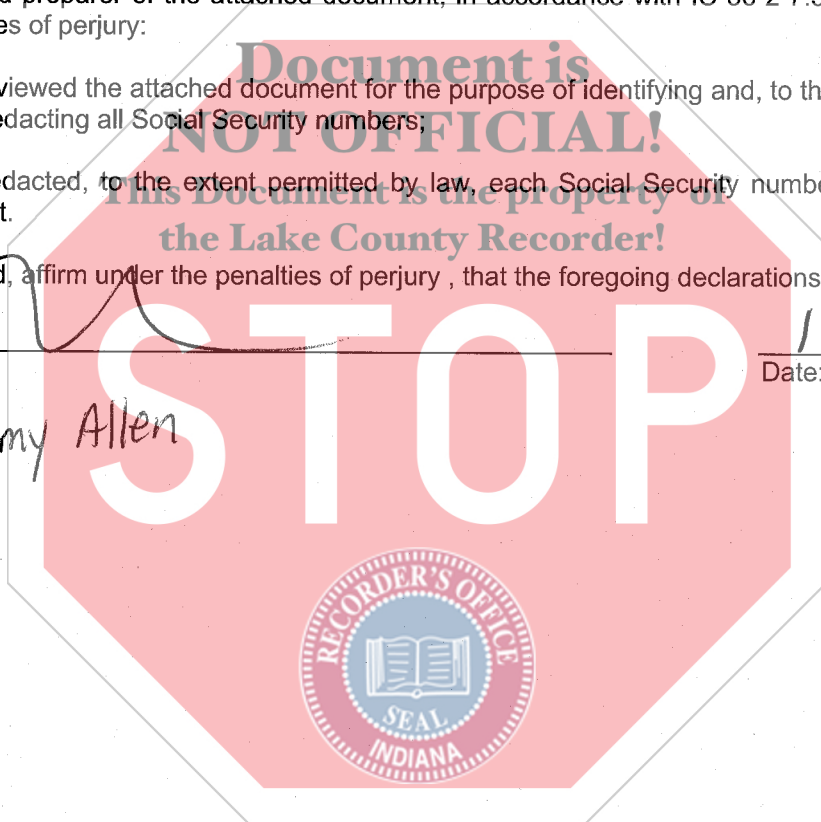 preparer of the attached document, in accordance with IC 36-2-7.5
es of perjury:
Document is
viewed the attached document for the purpose of identifying and, to th
edacting all Social Security numbers;
NOT OFFICIAL!
dacted, to the extent permitted by law, each Social Security numbe
t.
This Document is the property of
the Lake County Recorder!
d, affirm under the penalties of perjury , that the foregoing declarations
STOP
Date:
my Allen
RECORDER'S OFFICE
SEAL
INDIANA